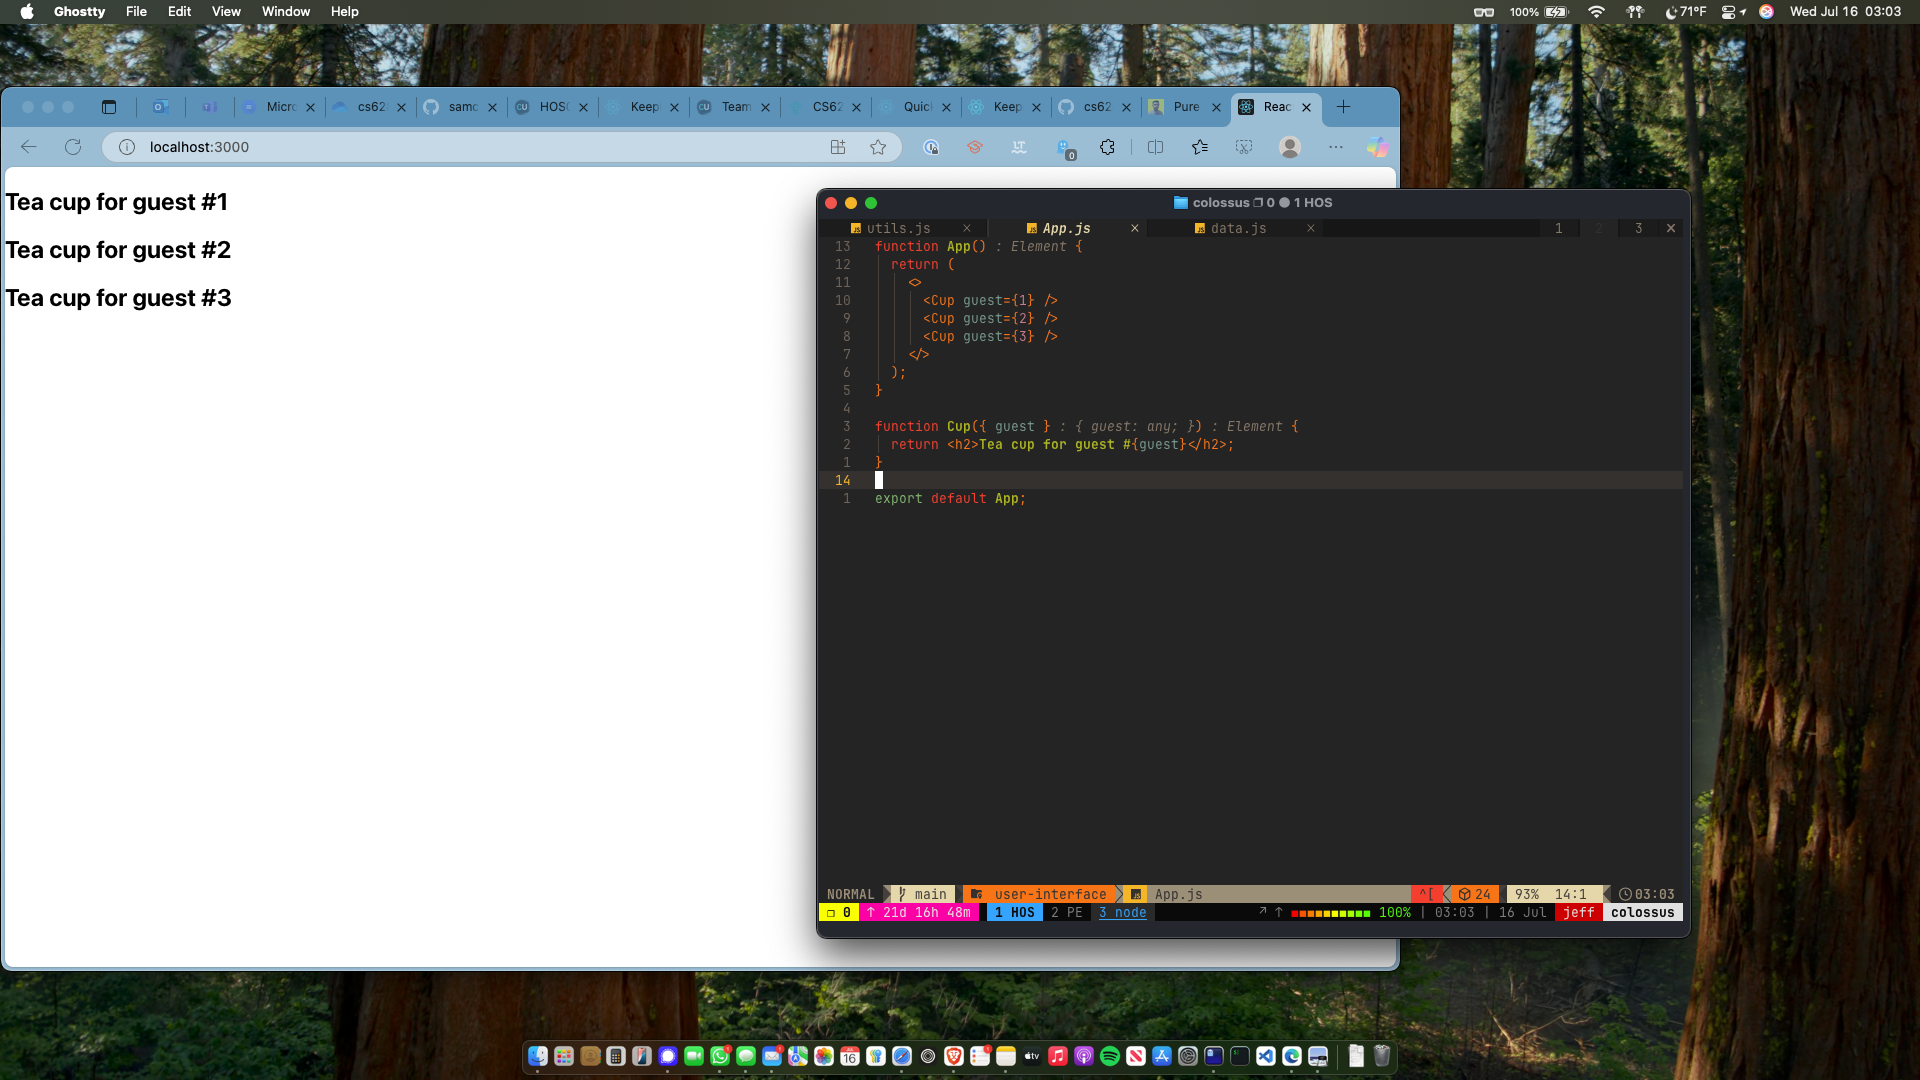 Ghostty File Edit View Window Help
100% 71°F Wed Jul 16 03:03
Micro cs62 samc HOS Keep Team CS62 Quic Keep cs62 Pure Reac
localhost:3000
0
Tea cup for guest #1
Tea cup for guest #2
Tea cup for guest #3
colossus 0 1 HOS
utils.js App.js data.js 1 2 3
13 function App() : Element {
12 return (
11 <>
10 <Cup guest={1} />
9 <Cup guest={2} />
8 <Cup guest={3} />
7 </>
6 );
5 }
4
3 function Cup({ guest } : { guest: any; }) : Element {
2 return <h2>Tea cup for guest #{guest}</h2>;
1 }
14
1 export default App;
NORMAL main user-interface App.js ^[ 24 93% 14:1 03:03
0 ↑ 21d 16h 48m 1 HOS 2 PE 3 node ↗ ↑ 100% | 03:03 | 16 Jul jeff colossus
16 tv